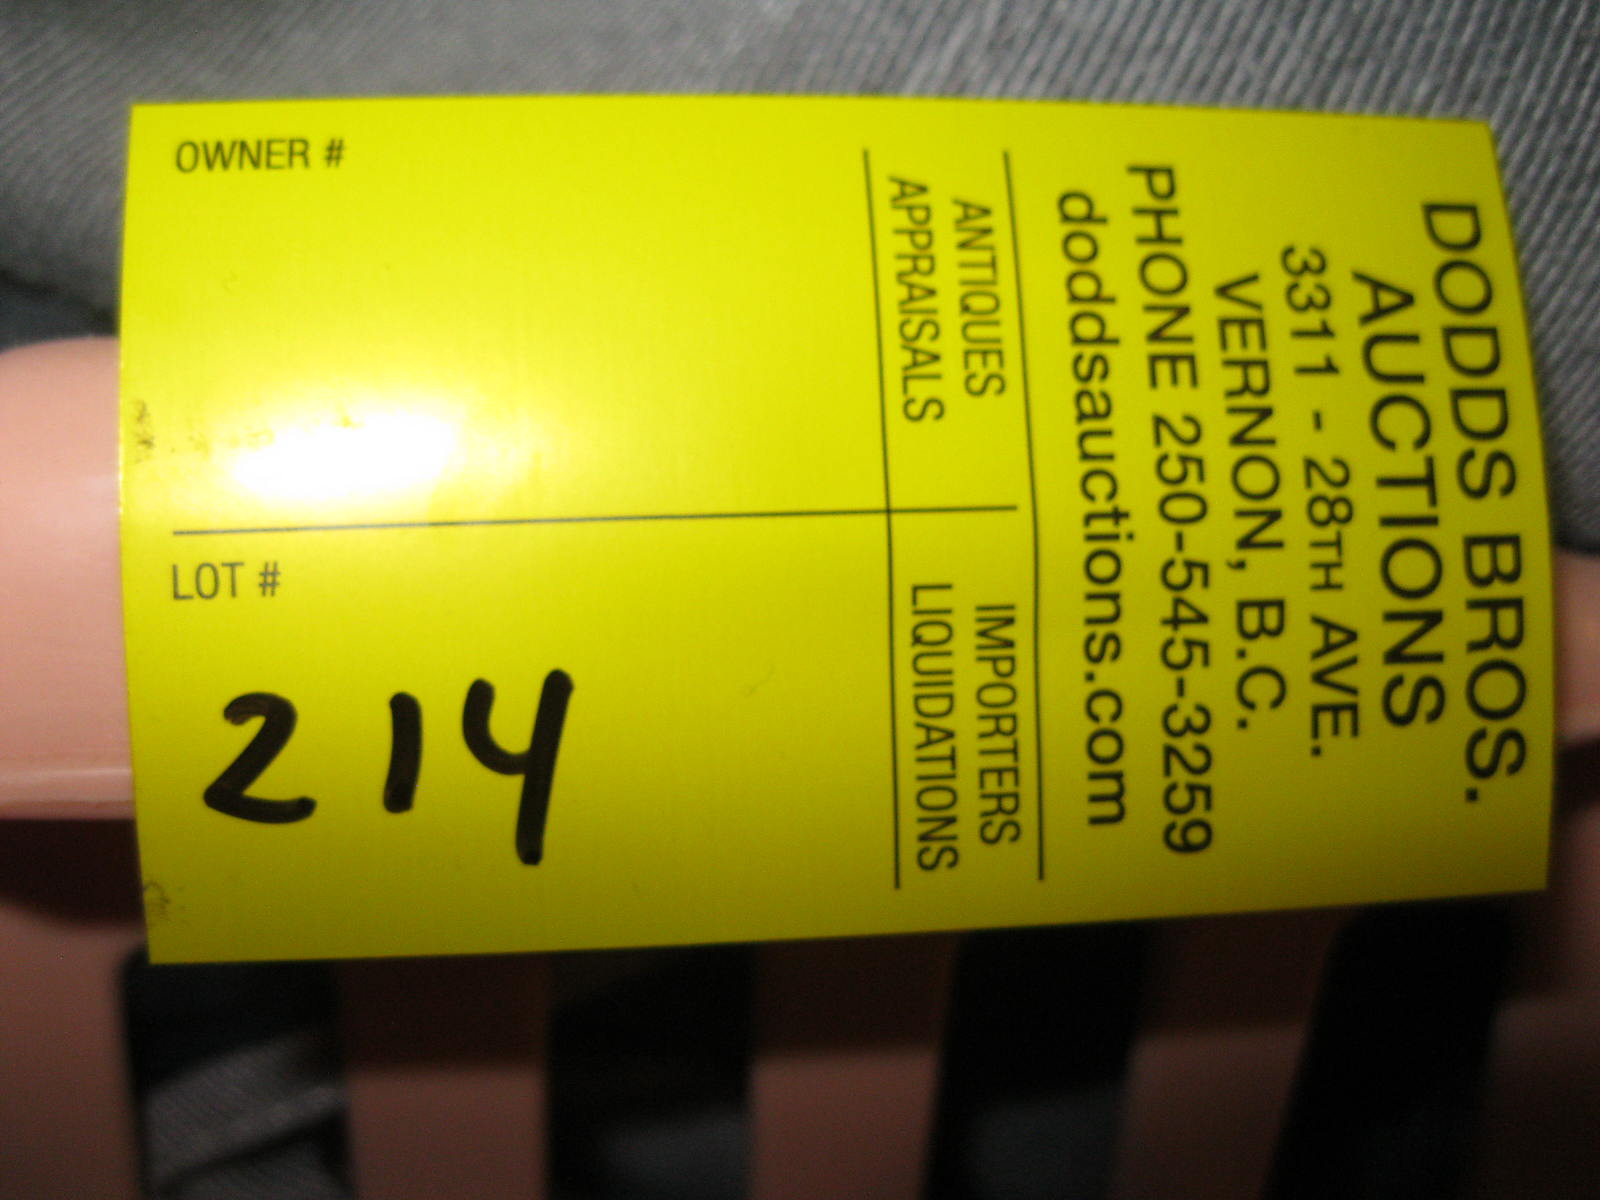 DODDS BROS.
AUCTIONS
3311 - 28TH AVE.
VERNON, B.C.
PHONE 250-545-3259
doddsauctions.com
ANTIQUES
APPRAISALS
IMPORTERS
LIQUIDATIONS
OWNER #
LOT #
214